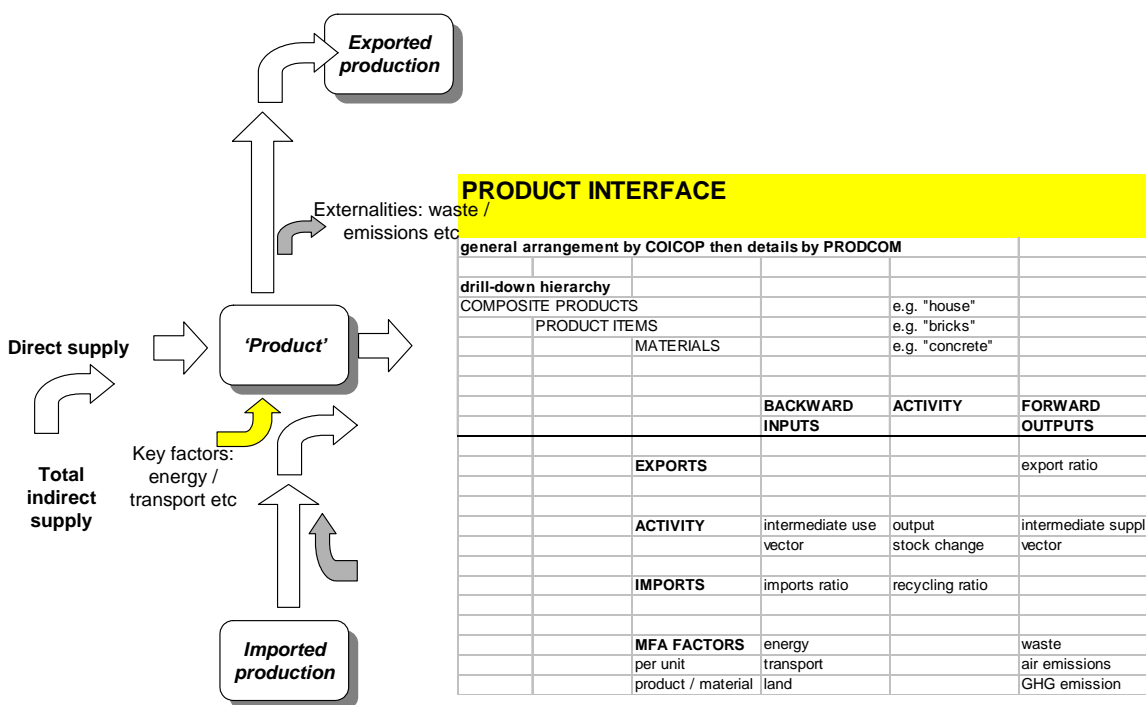 Exported
production
Externalities: waste /
emissions etc
Direct supply
'Product'
Total
indirect
supply
Key factors:
energy /
transport etc
Imported
production
PRODUCT INTERFACE
general arrangement by COICOP then details by PRODCOM
drill-down hierarchy
COMPOSITE PRODUCTS e.g. "house"
PRODUCT ITEMS e.g. "bricks"
MATERIALS e.g. "concrete"
BACKWARD ACTIVITY FORWARD
INPUTS OUTPUTS
EXPORTS export ratio
ACTIVITY intermediate use output intermediate suppl
vector stock change vector
IMPORTS imports ratio recycling ratio
MFA FACTORS energy waste
per unit transport air emissions
product / material land GHG emission